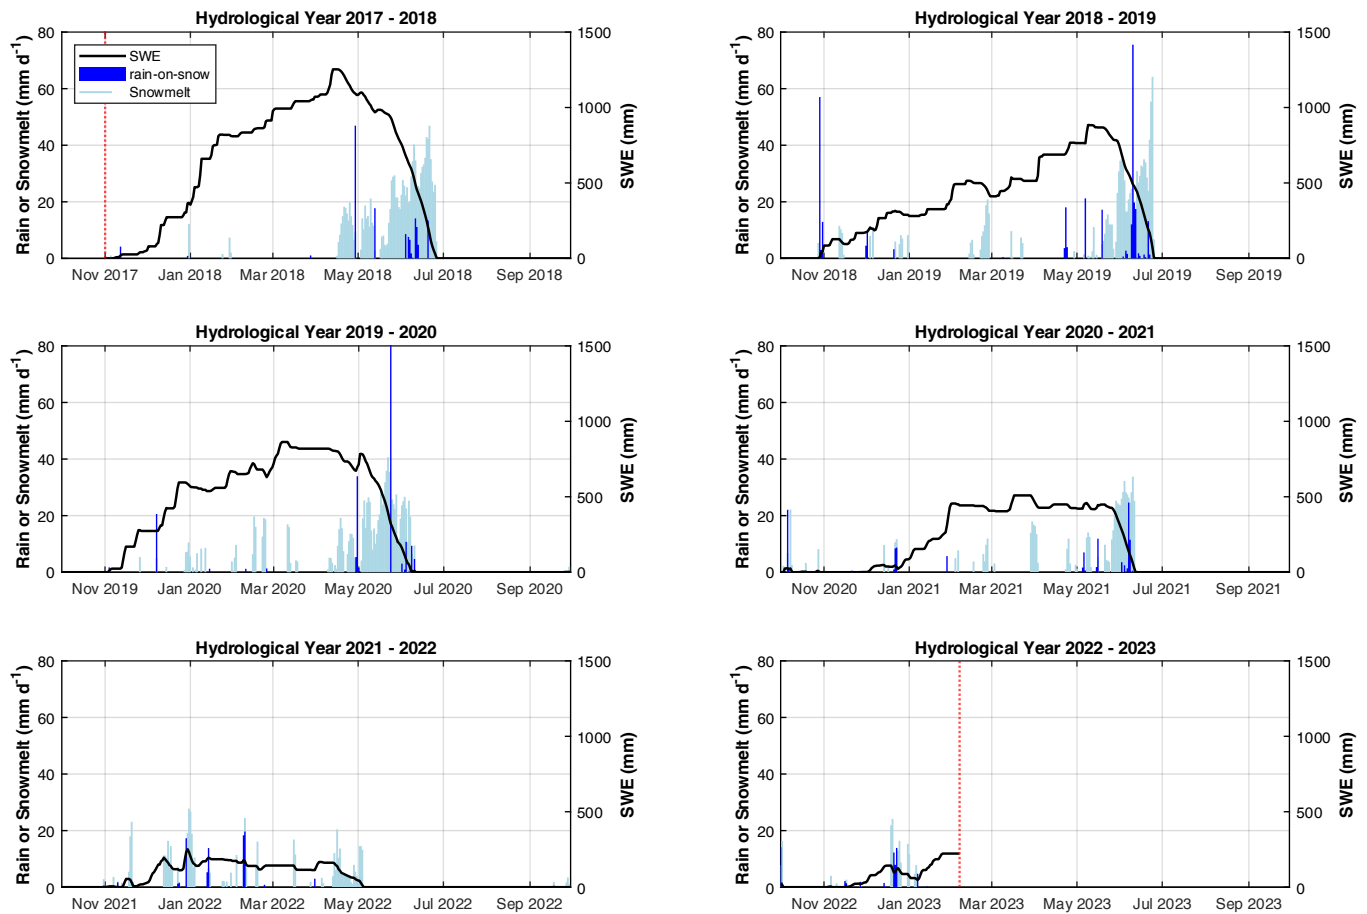 Hydrological Year 2017 - 2018
Rain or Snowmelt (mm d-1)
80
60
40
20
0
SWE
rain-on-snow
Snowmelt
1500
1000
500
0
SWE (mm)
Nov 2017 Jan 2018 Mar 2018 May 2018 Jul 2018 Sep 2018
Hydrological Year 2018 - 2019
Rain or Snowmelt (mm d-1)
80
60
40
20
0
1500
1000
500
0
SWE (mm)
Nov 2018 Jan 2019 Mar 2019 May 2019 Jul 2019 Sep 2019
Hydrological Year 2019 - 2020
Rain or Snowmelt (mm d-1)
80
60
40
20
0
1500
1000
500
0
SWE (mm)
Nov 2019 Jan 2020 Mar 2020 May 2020 Jul 2020 Sep 2020
Hydrological Year 2020 - 2021
Rain or Snowmelt (mm d-1)
80
60
40
20
0
1500
1000
500
0
SWE (mm)
Nov 2020 Jan 2021 Mar 2021 May 2021 Jul 2021 Sep 2021
Hydrological Year 2021 - 2022
Rain or Snowmelt (mm d-1)
80
60
40
20
0
1500
1000
500
0
SWE (mm)
Nov 2021 Jan 2022 Mar 2022 May 2022 Jul 2022 Sep 2022
Hydrological Year 2022 - 2023
Rain or Snowmelt (mm d-1)
80
60
40
20
0
1500
1000
500
0
SWE (mm)
Nov 2022 Jan 2023 Mar 2023 May 2023 Jul 2023 Sep 2023